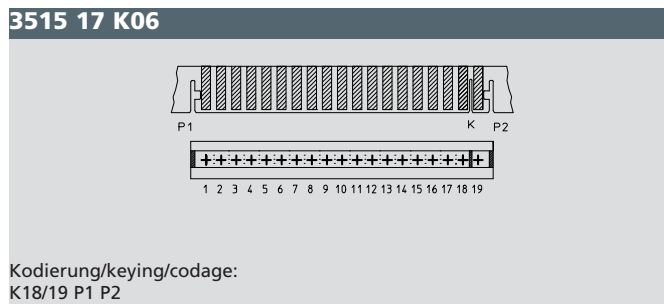 3515 17 K06
P1 K P2
1 2 3 4 5 6 7 8 9 10 11 12 13 14 15 16 17 18 19
Kodierung/keying/codage:
K18/19 P1 P2